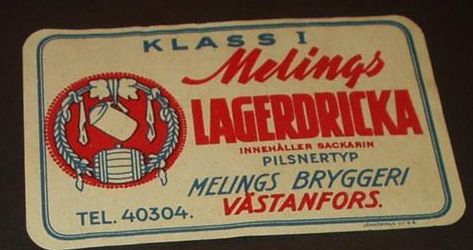 KLASS I
Melings
LAGERDRICKA
INNEHÅLLER SACKARIN
PILSNERTYP
MELINGS BRYGGERI
VÄSTANFORS.
TEL. 40304.